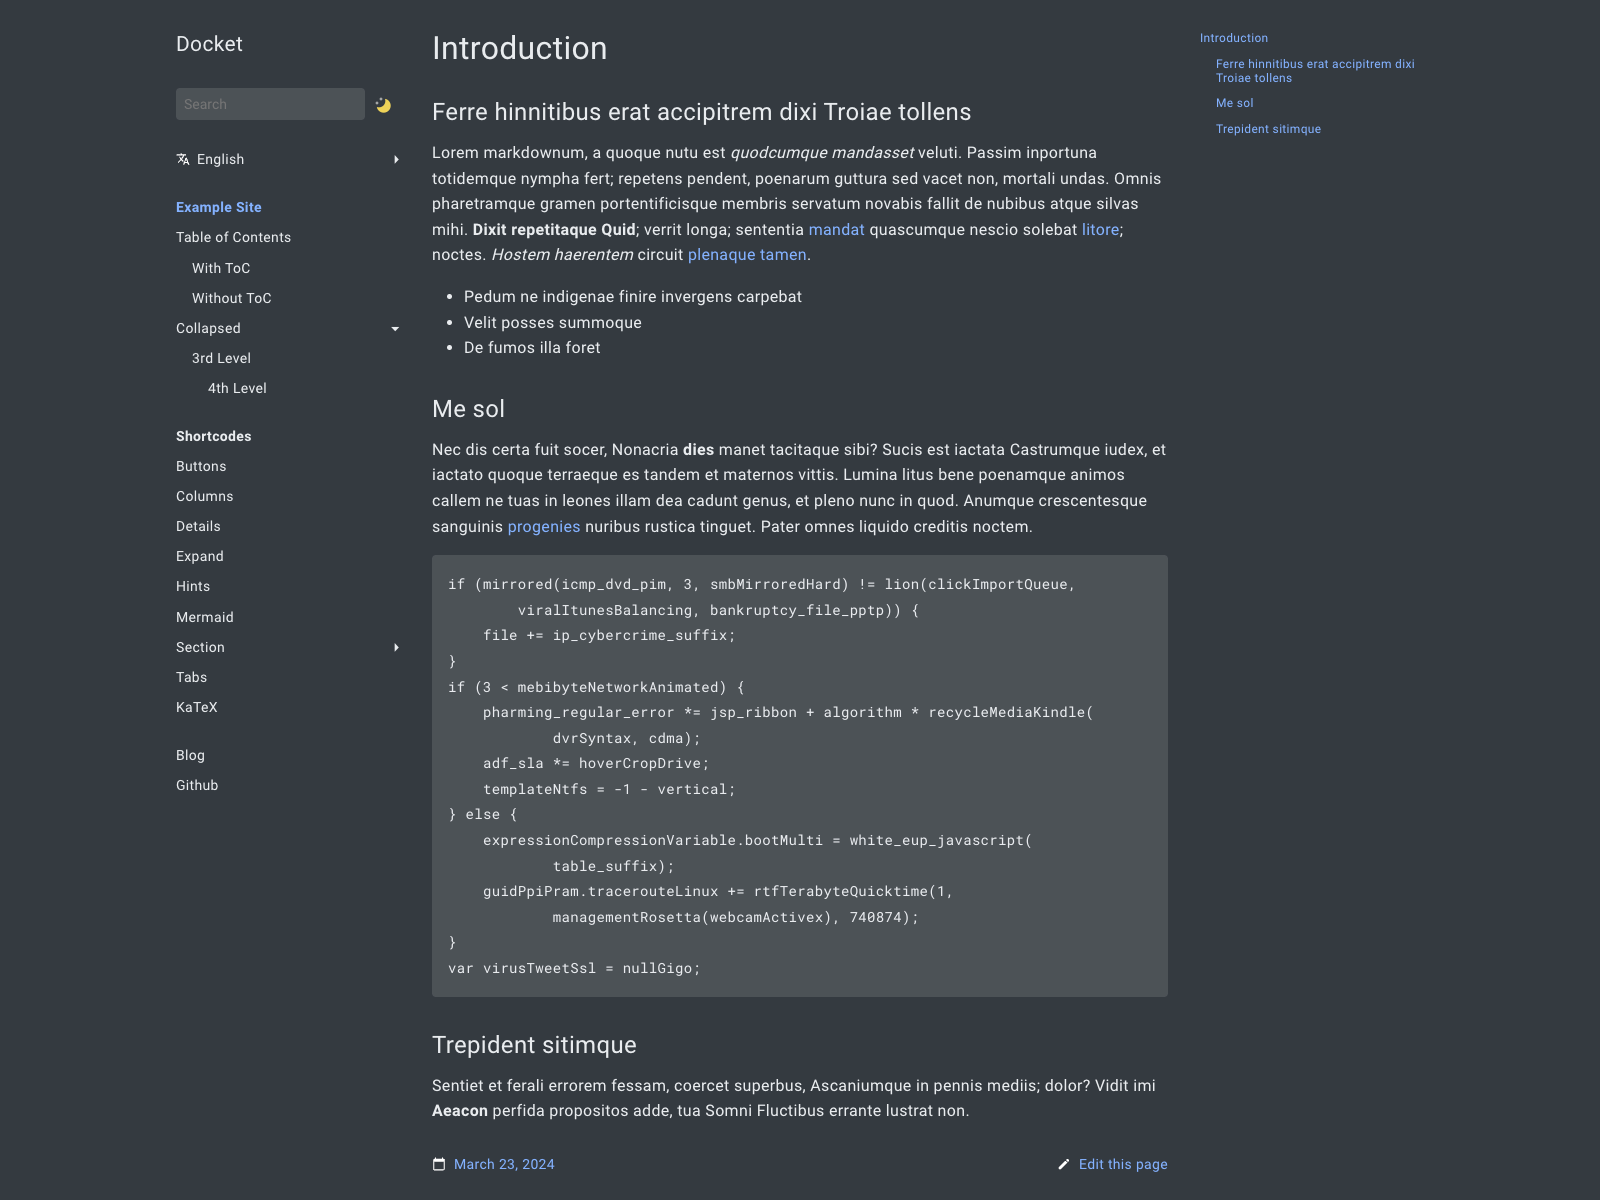 Docket
Search
English
Example Site
Table of Contents
With ToC
Without ToC
Collapsed
3rd Level
4th Level
Shortcodes
Buttons
Columns
Details
Expand
Hints
Mermaid
Section
Tabs
KaTeX
Blog
Github
Introduction
Ferre hinnitibus erat accipitrem dixi Troiae tollens
Lorem markdownum, a quoque nutu est quodcumque mandasset veluti. Passim inportuna
totidemque nympha fert; repetens pendent, poenarum guttura sed vacet non, mortali undas. Omnis
pharetramque gramen portentificisque membris servatum novabis fallit de nubibus atque silvas
mihi. Dixit repetitaque Quid; verrit longa; sententia mandat quascumque nescio solebat litore;
noctes. Hostem haerentem circuit plenaque tamen.
• Pedum ne indigenae finire invergens carpebat
• Velit posses summoque
• De fumos illa foret
Me sol
Nec dis certa fuit socer, Nonacria dies manet tacitaque sibi? Sucis est iactata Castrumque iudex, et
iactato quoque terraeque es tandem et maternos vittis. Lumina litus bene poenamque animos
callem ne tuas in leones illam dea cadunt genus, et pleno nunc in quod. Anumque crescentesque
sanguinis progenies nuribus rustica tinguet. Pater omnes liquido creditis noctem.
if (mirrored(icmp_dvd_pim, 3, smbMirroredHard) != lion(clickImportQueue,
        viralItunesBalancing, bankruptcy_file_pptp)) {
    file += ip_cybercrime_suffix;
}
if (3 < mebibyteNetworkAnimated) {
    pharming_regular_error *= jsp_ribbon + algorithm * recycleMediaKindle(
            dvrSyntax, cdma);
    adf_sla *= hoverCropDrive;
    templateNtfs = -1 - vertical;
} else {
    expressionCompressionVariable.bootMulti = white_eup_javascript(
            table_suffix);
    guidPpiPram.tracerouteLinux += rtfTerabyteQuicktime(1,
            managementRosetta(webcamActivex), 740874);
}
var virusTweetSsl = nullGigo;
Trepident sitimque
Sentiet et ferali errorem fessam, coercet superbus, Ascaniumque in pennis mediis; dolor? Vidit imi
Aeacon perfida propositos adde, tua Somni Fluctibus errante lustrat non.
March 23, 2024
Edit this page
Introduction
Ferre hinnitibus erat accipitrem dixi
Troiae tollens
Me sol
Trepident sitimque